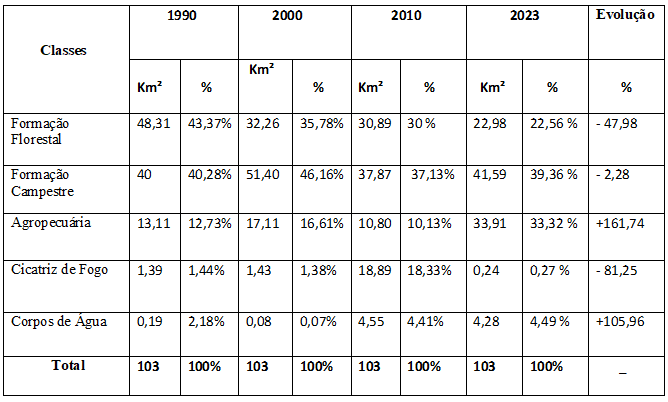 Classes 1990 2000 2010 2023 Evolução
Km² % Km² % Km² % Km² % %
Formação Florestal 48,31 43,37% 32,26 35,78% 30,89 30 % 22,98 22,56 % - 47,98
Formação Campestre 40 40,28% 51,40 46,16% 37,87 37,13% 41,59 39,36 % - 2,28
Agropecuária 13,11 12,73% 17,11 16,61% 10,80 10,13% 33,91 33,32 % +161,74
Cicatriz de Fogo 1,39 1,44% 1,43 1,38% 18,89 18,33% 0,24 0,27 % - 81,25
Corpos de Água 0,19 2,18% 0,08 0,07% 4,55 4,41% 4,28 4,49 % +105,96
Total 103 100% 103 100% 103 100% 103 100% _